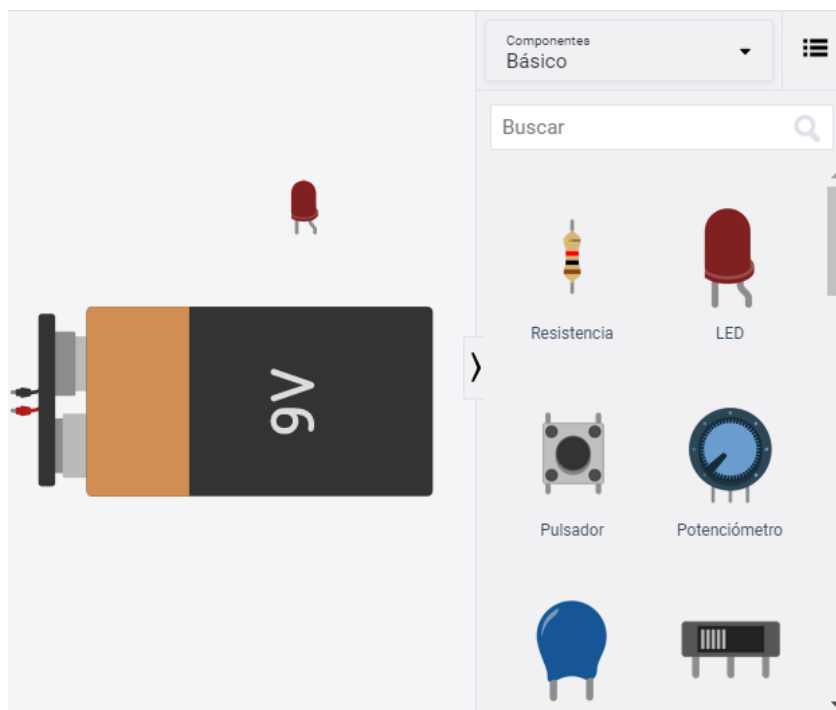 Componentes
Básico
Buscar
Resistencia
LED
9V
Pulsador
Potenciómetro